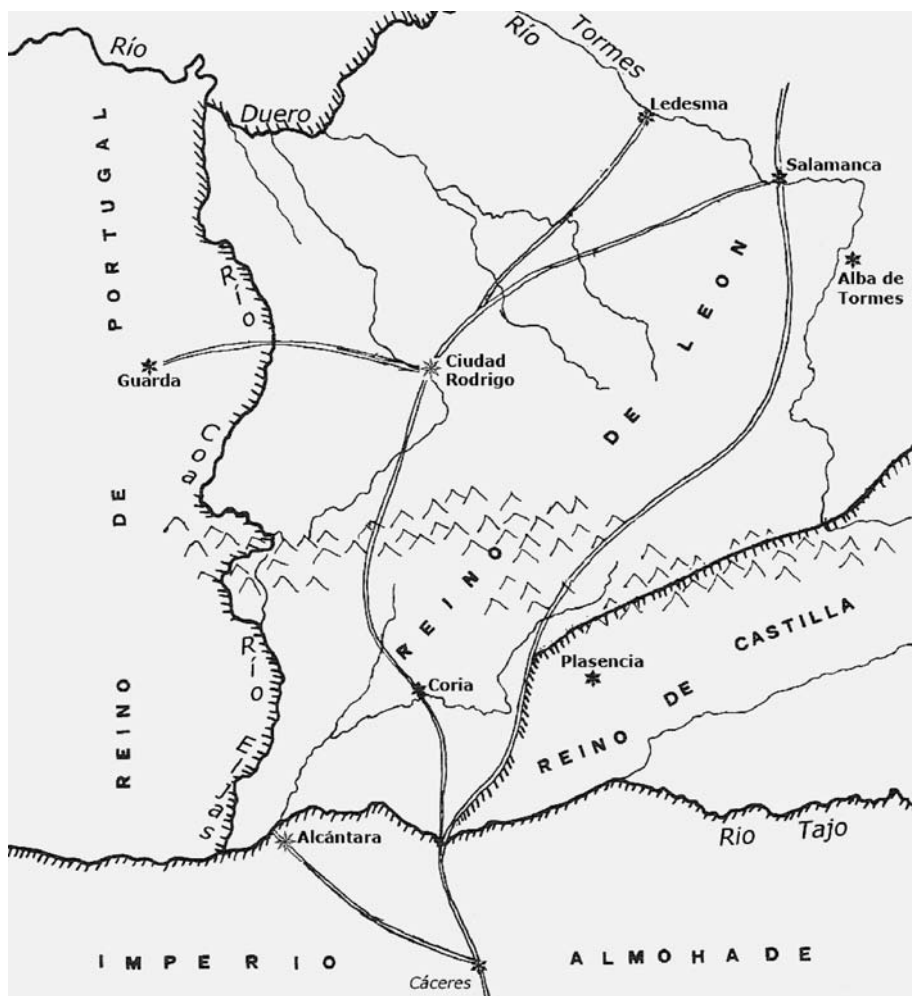 Río
Duero
Río
Tormes
Ledesma
Salamanca
Alba de
Tormes
REINO DE PORTUGAL
Río
Coa
Guarda
Ciudad
Rodrigo
REINO DE LEON
Río
Eljas
Coria
Plasencia
REINO DE CASTILLA
Alcántara
Rio Tajo
IMPERIO ALMOHADE
Cáceres